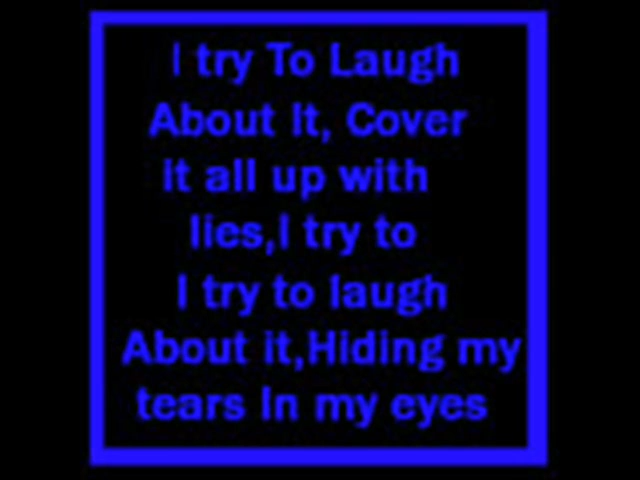 I try To Laugh
About It, Cover
it all up with
lies,I try to
I try to laugh
About it,Hiding my
tears In my eyes